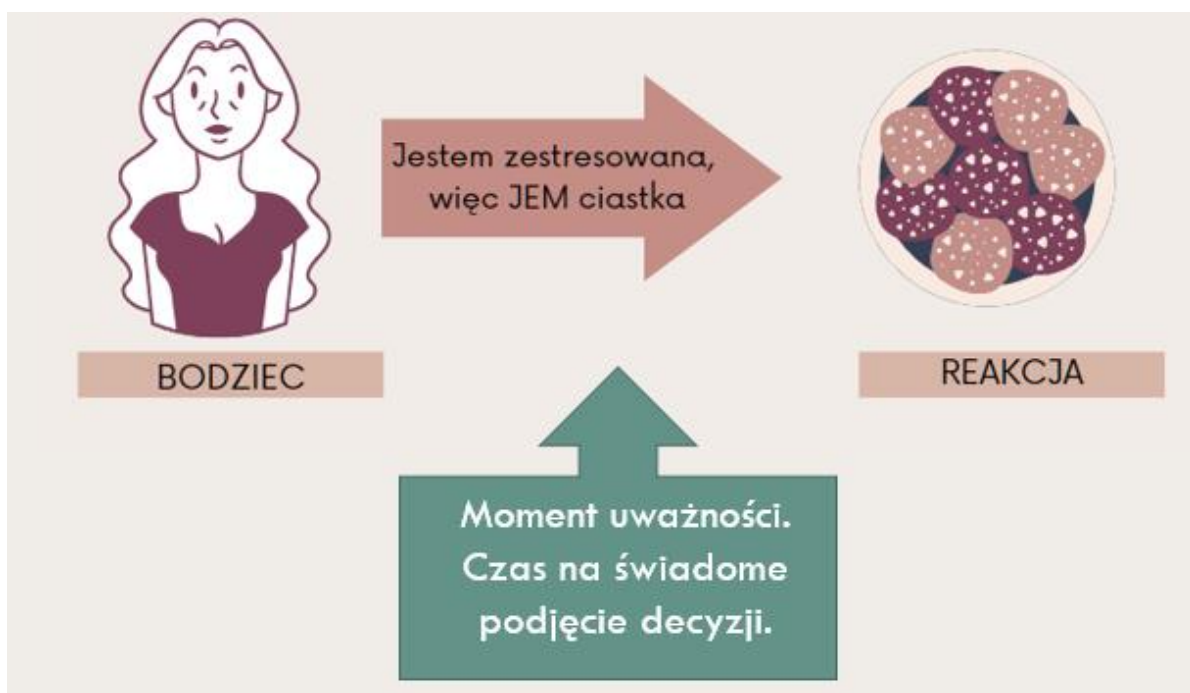 Jestem zestresowana,
więc JEM ciastka
BODZIEC
REAKCJA
Moment uważności.
Czas na świadome
podjęcie decyzji.